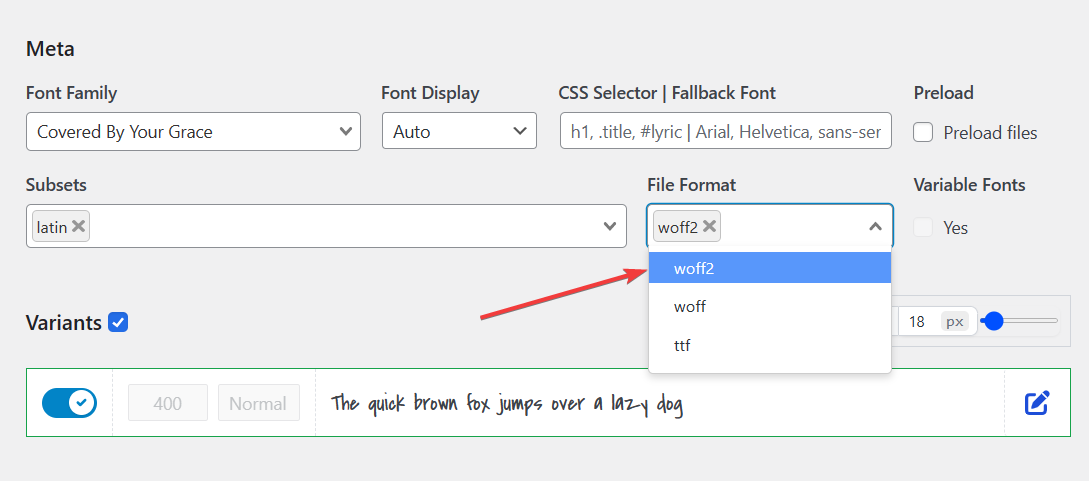 Meta
Font Family Font Display CSS Selector | Fallback Font Preload
Covered By Your Grace Auto h1, .title, #lyric | Arial, Helvetica, sans-ser Preload files
Subsets File Format Variable Fonts
latin woff2 Yes
woff2
woff
Variants 18 px
ttf
400 Normal The quick brown fox jumps over a lazy dog